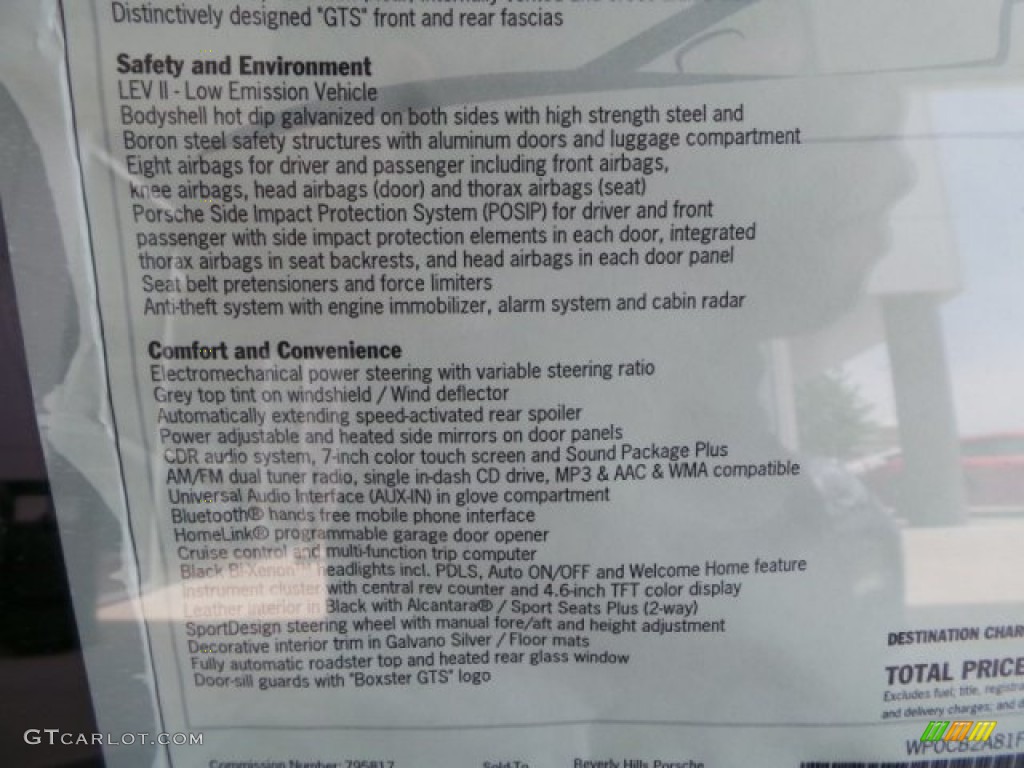 Distinctively designed "GTS" front and rear fascias
Safety and Environment
LEV II - Low Emission Vehicle
Bodyshell hot dip galvanized on both sides with high strength steel and
Boron steel safety structures with aluminum doors and luggage compartment
Eight airbags for driver and passenger including front airbags,
knee airbags, head airbags (door) and thorax airbags (seat)
Porsche Side Impact Protection System (POSIP) for driver and front
passenger with side impact protection elements in each door, integrated
thorax airbags in seat backrests, and head airbags in each door panel
Seat belt pretensioners and force limiters
Anti-theft system with engine immobilizer, alarm system and cabin radar
Comfort and Convenience
Electromechanical power steering with variable steering ratio
Grey top tint on windshield / Wind deflector
Automatically extending speed-activated rear spoiler
Power adjustable and heated side mirrors on door panels
CDR audio system, 7-inch color touch screen and Sound Package Plus
AM/FM dual tuner radio, single in-dash CD drive, MP3 & AAC & WMA compatible
Universal Audio Interface (AUX-IN) in glove compartment
Bluetooth® hands free mobile phone interface
HomeLink® programmable garage door opener
Cruise control and multi-function trip computer
Black Bi-Xenon™ headlights incl. PDLS, Auto ON/OFF and Welcome Home feature
Instrument cluster with central rev counter and 4.6-inch TFT color display
Leather interior in Black with Alcantara® / Sport Seats Plus (2-way)
SportDesign steering wheel with manual fore/aft and height adjustment
Decorative interior trim in Galvano Silver / Floor mats
Fully automatic roadster top and heated rear glass window
Door-sill guards with "Boxster GTS" logo
DESTINATION CHAR
TOTAL PRICE
Excludes fuel, title, registra
and delivery charges; and d
WP0CB2A81F
Commission Number: 795817 Sold To Beverly Hills Porsche
GTCARLOT.COM